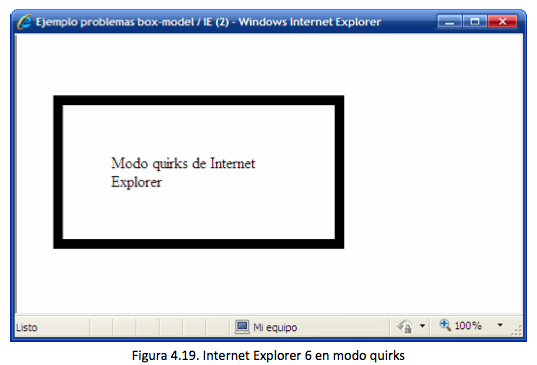 Ejemplo problemas box-model / IE (2) - Windows Internet Explorer
Modo quirks de Internet
Explorer
Listo
Mi equipo
100%
Figura 4.19. Internet Explorer 6 en modo quirks